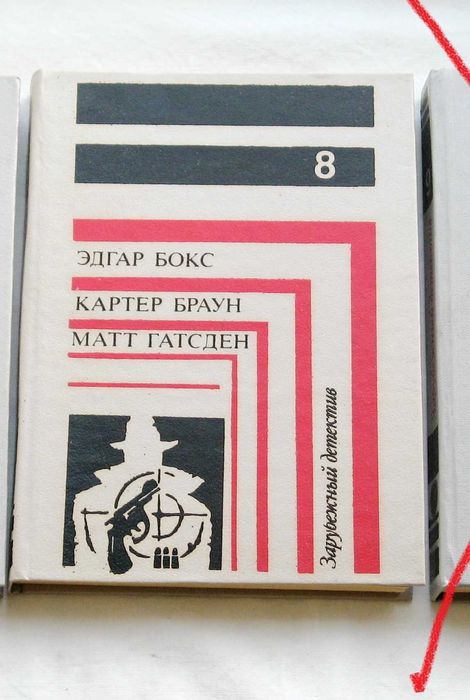 8
ЭДГАР БОКС
КАРТЕР БРАУН
МАТТ ГАТСДЕН
Зарубежный детектив